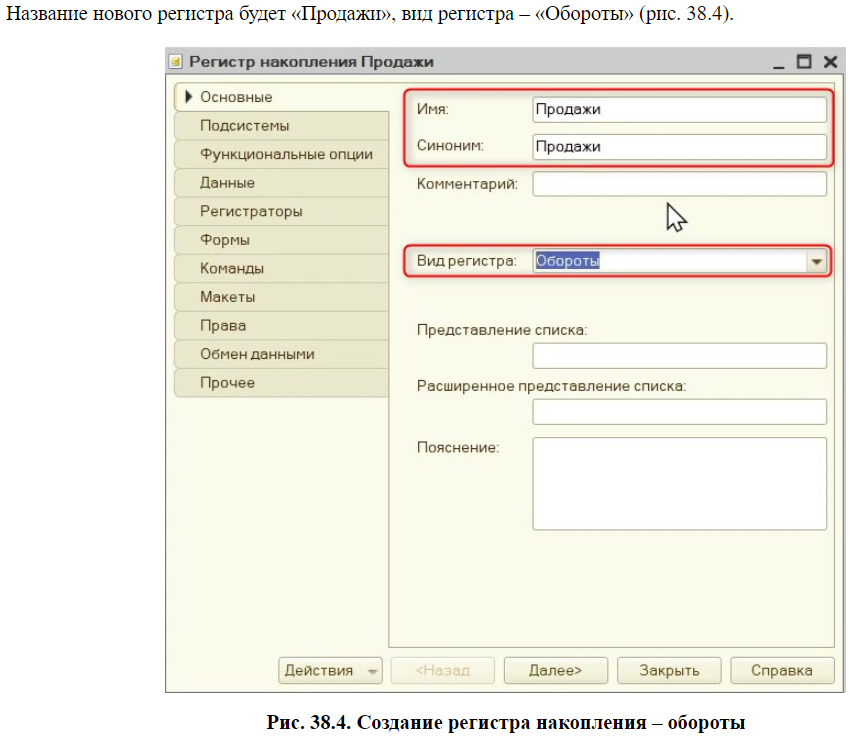 Название нового регистра будет «Продажи», вид регистра – «Обороты» (рис. 38.4).
Регистр накопления Продажи
Основные
Подсистемы
Функциональные опции
Данные
Регистраторы
Формы
Команды
Макеты
Права
Обмен данными
Прочее
Имя: Продажи
Синоним: Продажи
Комментарий:
Вид регистра: Обороты
Представление списка:
Расширенное представление списка:
Пояснение:
Действия <Назад Далее> Закрыть Справка
Рис. 38.4. Создание регистра накопления – обороты